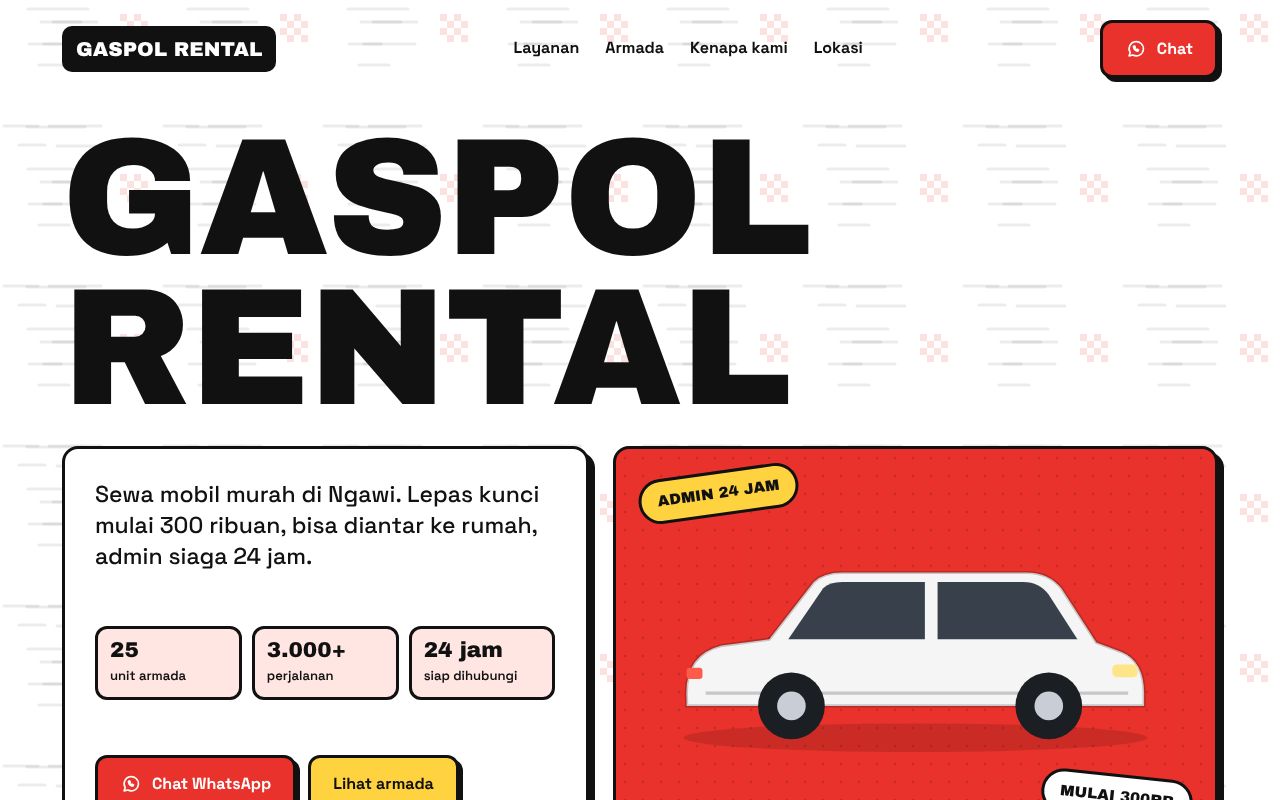 GASPOL RENTAL
Layanan Armada Kenapa kami Lokasi
Chat
GASPOL
RENTAL
Sewa mobil murah di Ngawi. Lepas kunci
mulai 300 ribuan, bisa diantar ke rumah,
admin siaga 24 jam.
25
unit armada
3.000+
perjalanan
24 jam
siap dihubungi
Chat WhatsApp
Lihat armada
ADMIN 24 JAM
MULAI